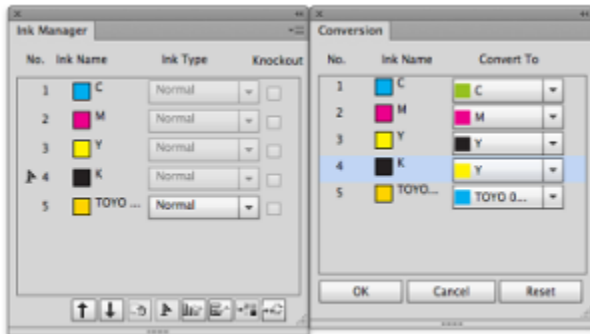 Ink Manager
No. Ink Name Ink Type Knockout
1 C Normal
2 M Normal
3 Y Normal
4 K Normal
5 TOYO ... Normal
Conversion
No. Ink Name Convert To
1 C C
2 M M
3 Y Y
4 K Y
5 TOYO... TOYO 0...
OK Cancel Reset